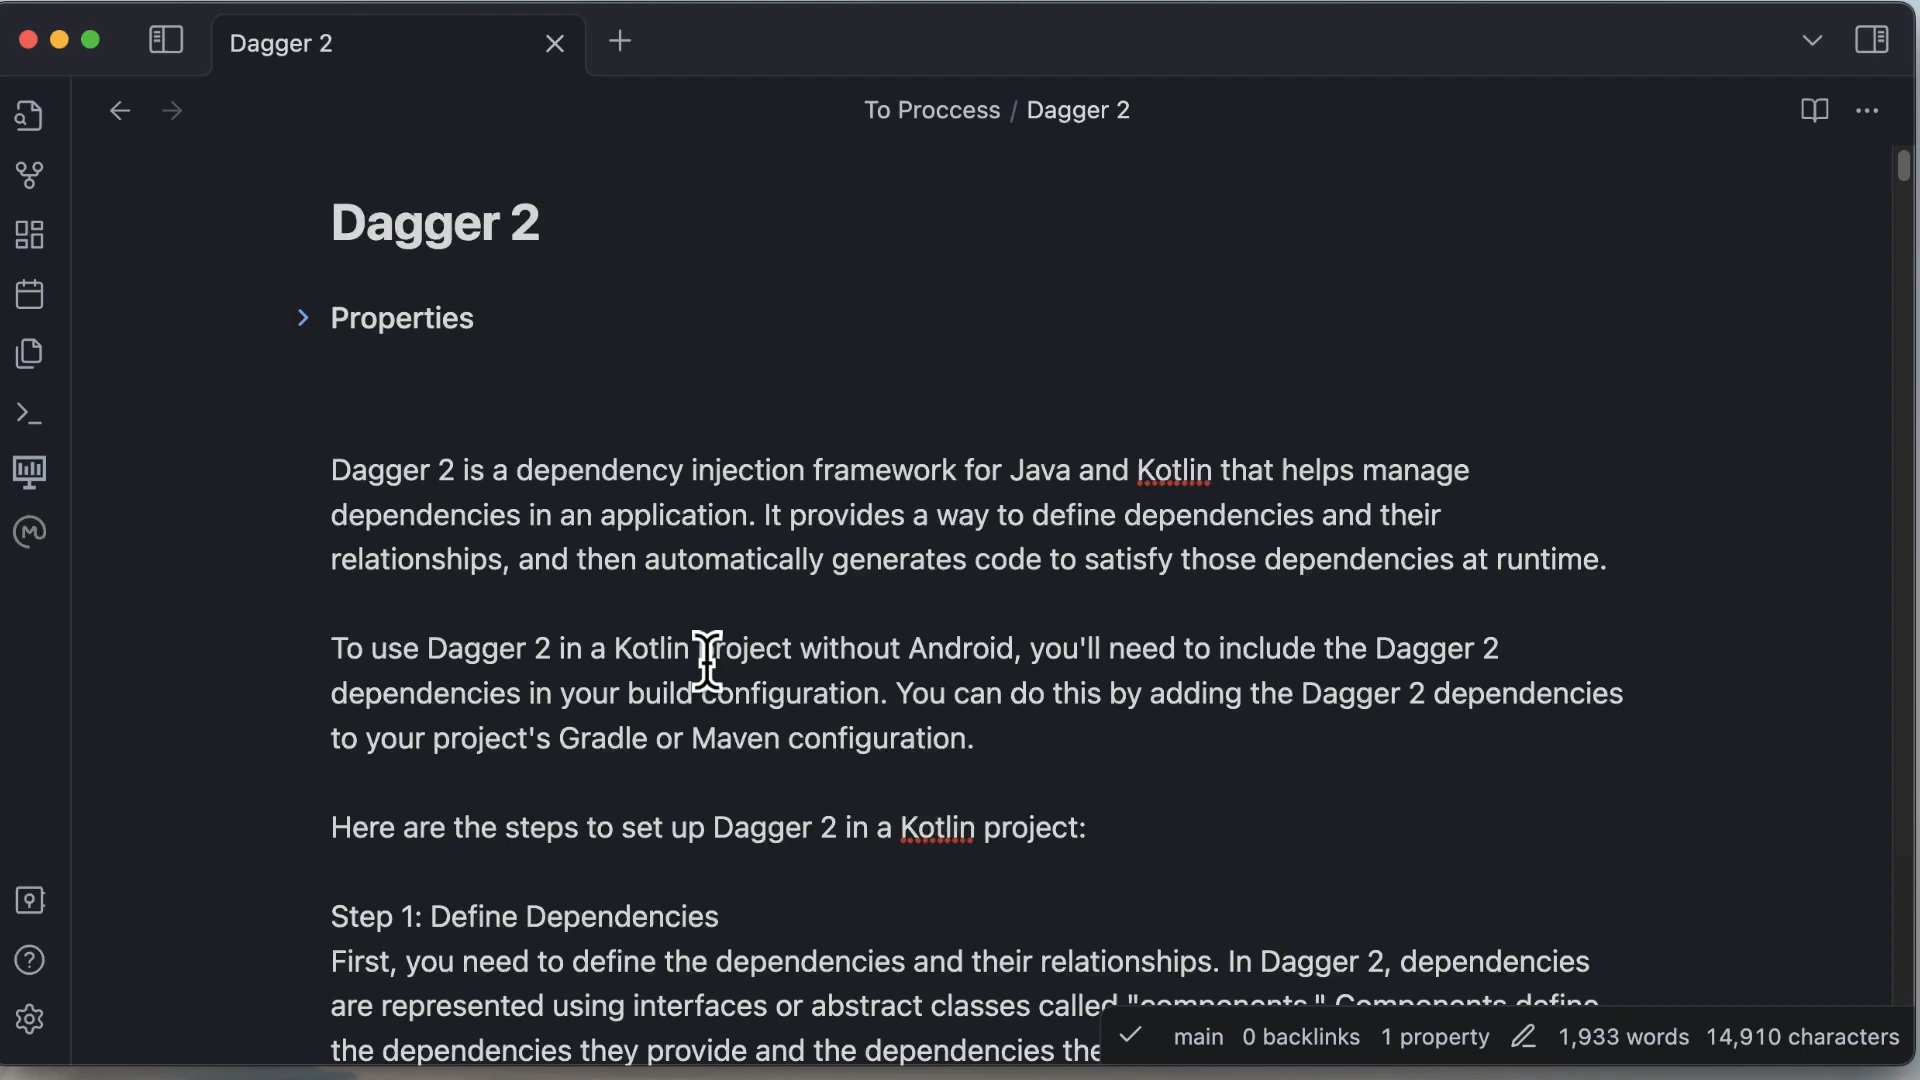 Dagger 2
To Proccess / Dagger 2
Dagger 2
Properties
Dagger 2 is a dependency injection framework for Java and Kotlin that helps manage
dependencies in an application. It provides a way to define dependencies and their
relationships, and then automatically generates code to satisfy those dependencies at runtime.
To use Dagger 2 in a Kotlin project without Android, you'll need to include the Dagger 2
dependencies in your build configuration. You can do this by adding the Dagger 2 dependencies
to your project's Gradle or Maven configuration.
Here are the steps to set up Dagger 2 in a Kotlin project:
Step 1: Define Dependencies
First, you need to define the dependencies and their relationships. In Dagger 2, dependencies
are represented using interfaces or abstract classes called "components." Components define
the dependencies they provide and the dependencies
main 0 backlinks 1 property 1,933 words 14,910 characters